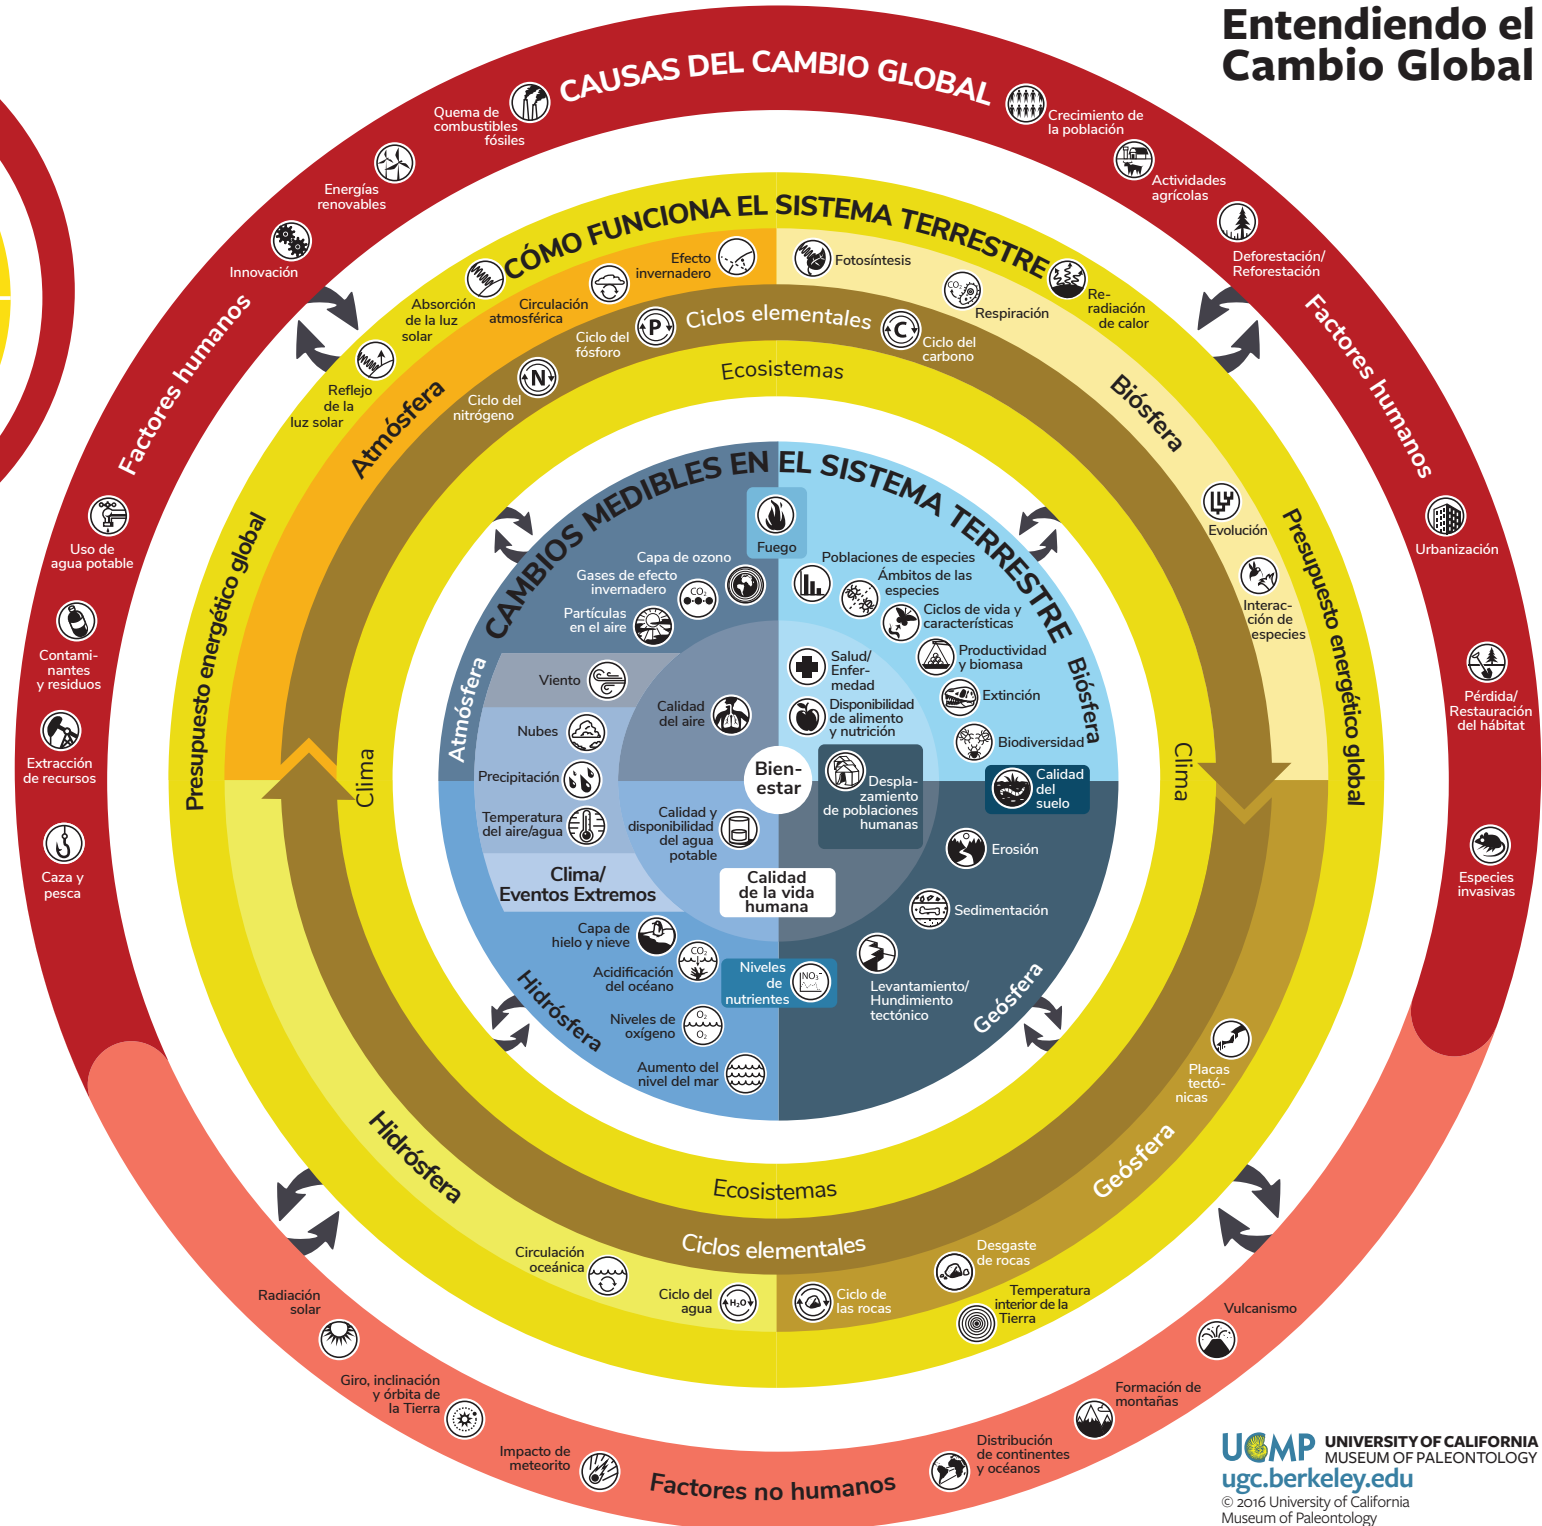 Entendiendo el
Cambio Global
CAUSAS DEL CAMBIO GLOBAL
Quema de
combustibles
fósiles
Energías
renovables
Innovación
Factores humanos
Uso de
agua potable
Contami-
nantes
y residuos
Extracción
de recursos
Caza y
pesca
Crecimiento de
la población
Actividades
agrícolas
Deforestación/
Reforestación
Factores humanos
Urbanización
Pérdida/
Restauración
del hábitat
Especies
invasivas
CÓMO FUNCIONA EL SISTEMA TERRESTRE
Absorción
de la luz
solar
Reflejo
de la
luz solar
Presupuesto energético global
Re-
radiación
de calor
Presupuesto energético global
Efecto
invernadero
Circulación
atmosférica
Atmósfera
Fotosíntesis
CO₂
Respiración
Biósfera
Evolución
Interac-
ción de
especies
Ciclos elementales
P
Ciclo del
fósforo
N
Ciclo del
nitrógeno
C
Ciclo del
carbono
Ecosistemas
Clima
Clima
CAMBIOS MEDIBLES EN EL SISTEMA TERRESTRE
Fuego
Capa de ozono
Gases de efecto
invernadero
CO₂
Partículas
en el aire
Atmósfera
Viento
Nubes
Precipitación
Temperatura
del aire/agua
Clima/
Eventos Extremos
Poblaciones de especies
Ámbitos de las
especies
Ciclos de vida y
características
Productividad
y biomasa
Extinción
Biodiversidad
Biósfera
Calidad
del aire
Salud/
Enfer-
medad
Disponibilidad
de alimento
y nutrición
Bien-
estar
Despla-
zamiento
de poblaciones
humanas
Calidad y
disponibilidad
del agua
potable
Calidad
de la vida
humana
Calidad
del
suelo
Erosión
Sedimentación
Levantamiento/
Hundimiento
tectónico
Geósfera
Capa de
hielo y nieve
CO₂
Acidificación
del océano
Niveles
de
nutrientes
NO₃⁻
Niveles de
oxígeno
O₂
O₂
Aumento del
nivel del mar
Hidrósfera
Ecosistemas
Ciclos elementales
Hidrósfera
Circulación
oceánica
Ciclo del
agua
H₂O
Ciclo de
las rocas
Desgaste
de rocas
Temperatura
interior de la
Tierra
Placas
tectó-
nicas
Geósfera
Radiación
solar
Giro, inclinación
y órbita de
la Tierra
Impacto de
meteorito
Factores no humanos
Distribución
de continentes
y océanos
Formación de
montañas
Vulcanismo
UCMP UNIVERSITY OF CALIFORNIA
MUSEUM OF PALEONTOLOGY
ugc.berkeley.edu
© 2016 University of California
Museum of Paleontology